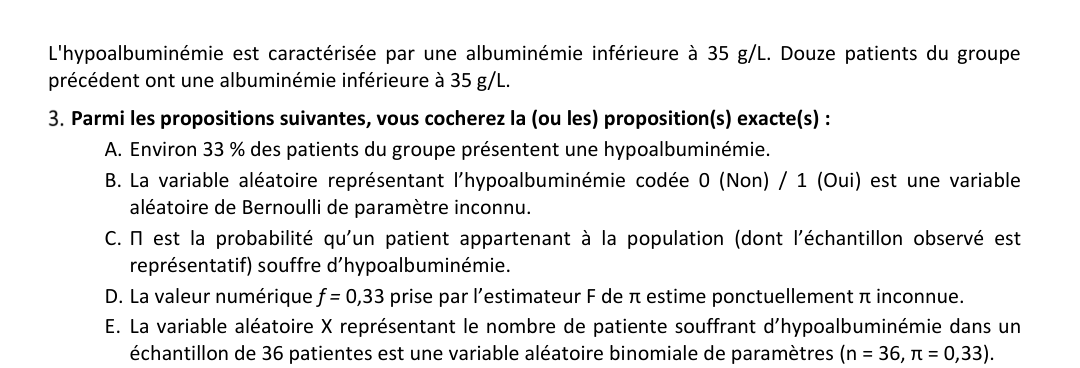 L'hypoalbuminémie est caractérisée par une albuminémie inférieure à 35 g/L. Douze patients du groupe
précédent ont une albuminémie inférieure à 35 g/L.
3. Parmi les propositions suivantes, vous cocherez la (ou les) proposition(s) exacte(s) :
A. Environ 33 % des patients du groupe présentent une hypoalbuminémie.
B. La variable aléatoire représentant l’hypoalbuminémie codée 0 (Non) / 1 (Oui) est une variable
aléatoire de Bernoulli de paramètre inconnu.
C. Π est la probabilité qu’un patient appartenant à la population (dont l’échantillon observé est
représentatif) souffre d’hypoalbuminémie.
D. La valeur numérique f = 0,33 prise par l’estimateur F de π estime ponctuellement π inconnue.
E. La variable aléatoire X représentant le nombre de patiente souffrant d’hypoalbuminémie dans un
échantillon de 36 patientes est une variable aléatoire binomiale de paramètres (n = 36, π = 0,33).